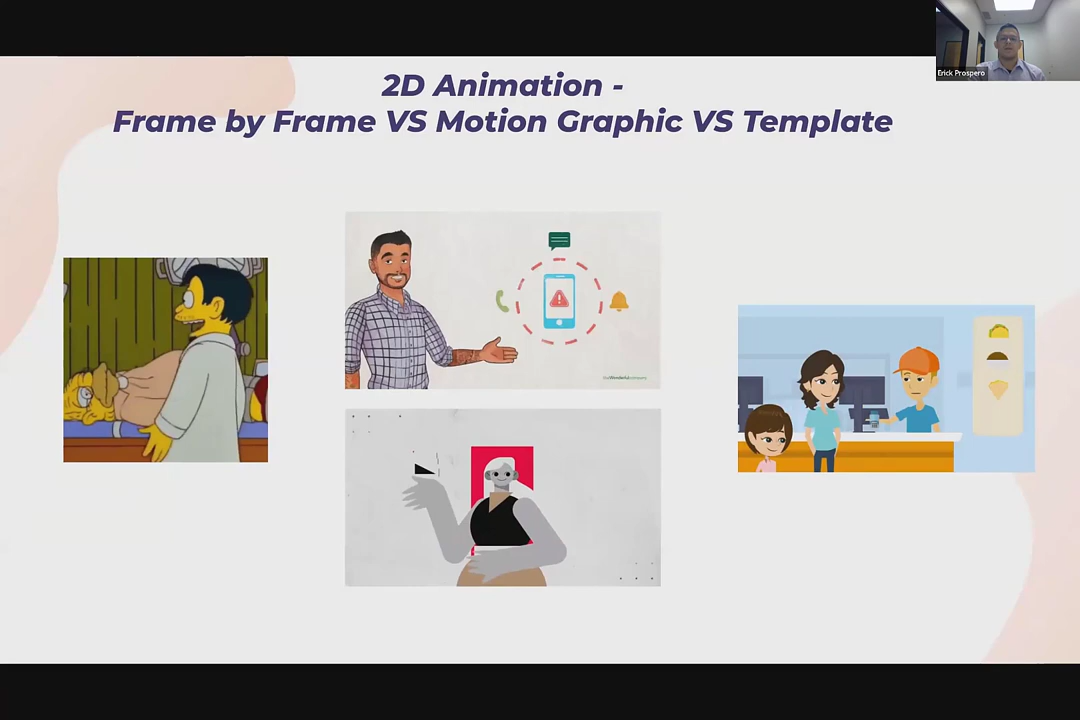 Erick Prospero
2D Animation -
Frame by Frame VS Motion Graphic VS Template